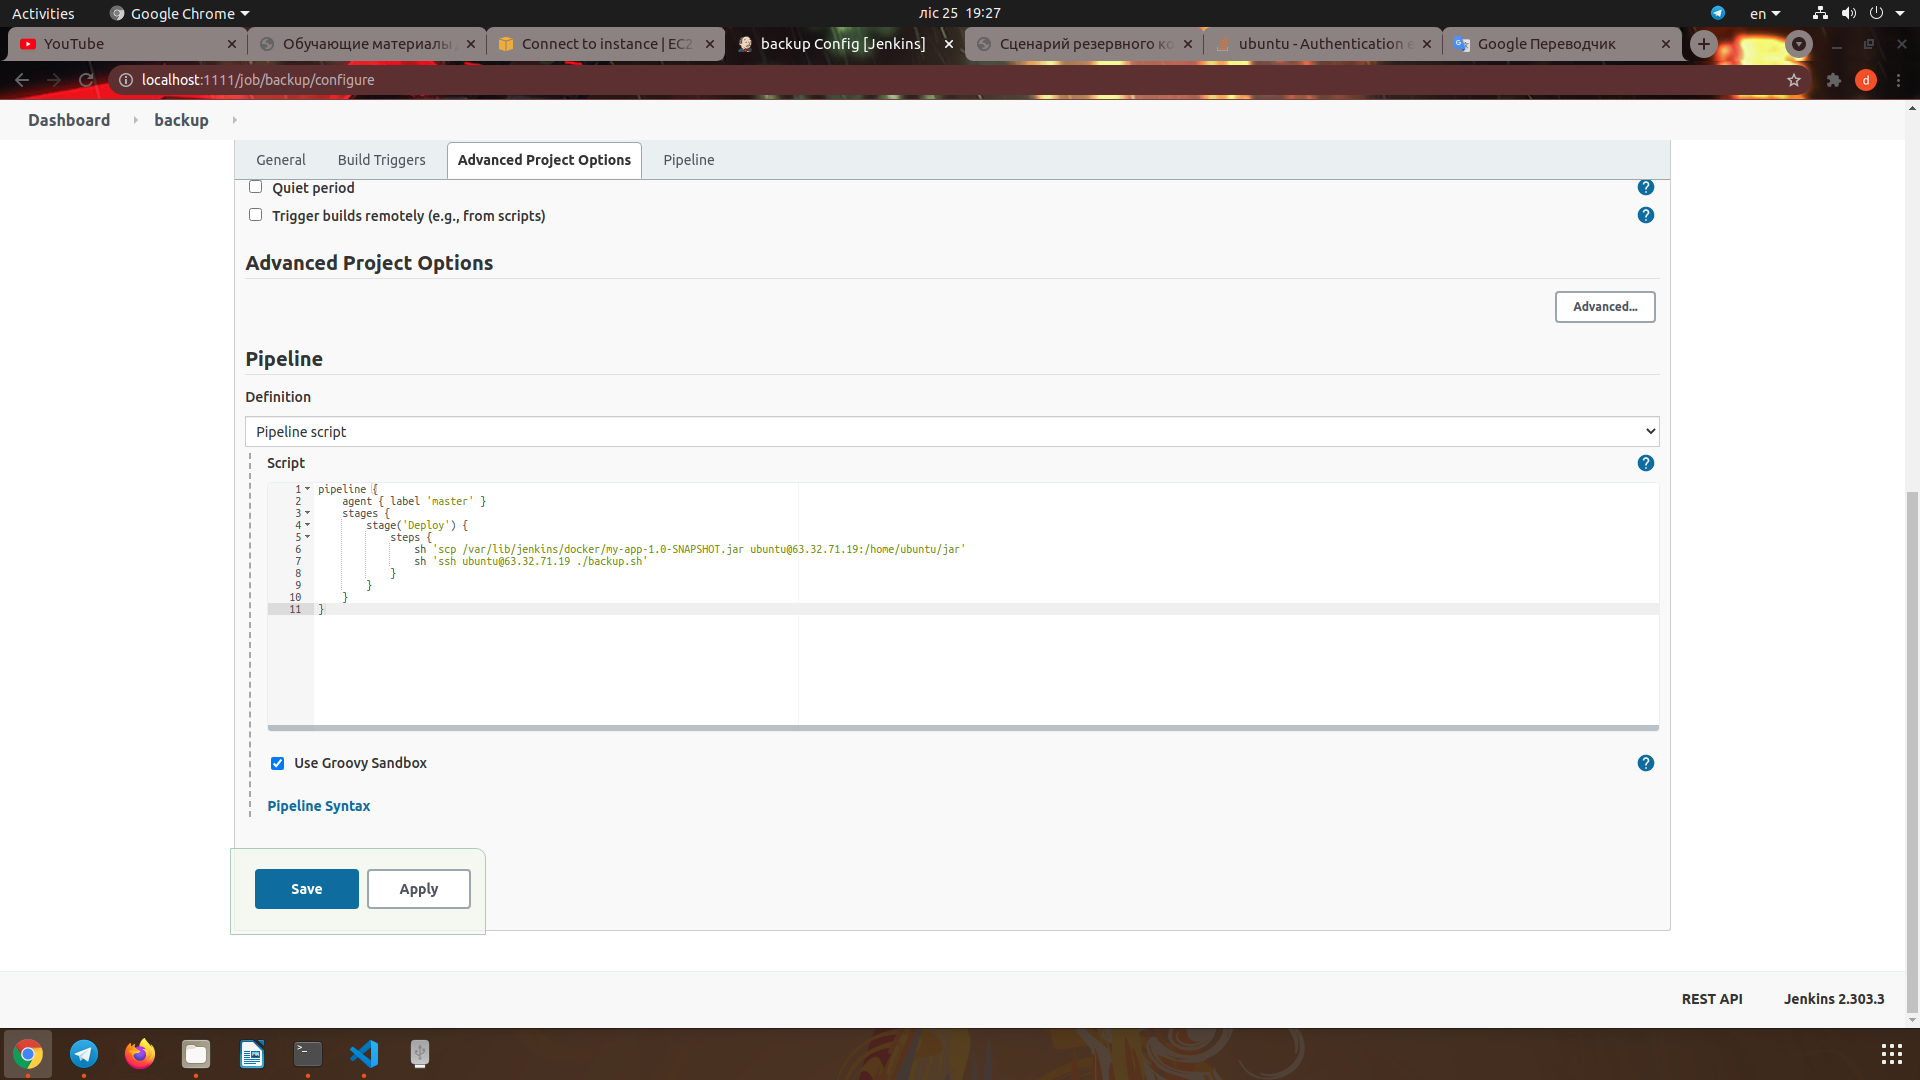 Activities
Google Chrome
ліс 25 19:27
en
YouTube
Обучающие материалы
Connect to instance | EC2
backup Config [Jenkins]
Сценарий резервного ко
ubuntu - Authentication e
Google Переводчик
localhost:1111/job/backup/configure
d
Dashboard
backup
General
Build Triggers
Advanced Project Options
Pipeline
Quiet period
?
Trigger builds remotely (e.g., from scripts)
?
Advanced Project Options
Advanced...
Pipeline
Definition
Pipeline script
Script
?
1 pipeline {
2 agent { label 'master' }
3 stages {
4 stage('Deploy') {
5 steps {
6 sh 'scp /var/lib/jenkins/docker/my-app-1.0-SNAPSHOT.jar ubuntu@63.32.71.19:/home/ubuntu/jar'
7 sh 'ssh ubuntu@63.32.71.19 ./backup.sh'
8 }
9 }
10 }
11 }
Use Groovy Sandbox
?
Pipeline Syntax
Save
Apply
REST API
Jenkins 2.303.3